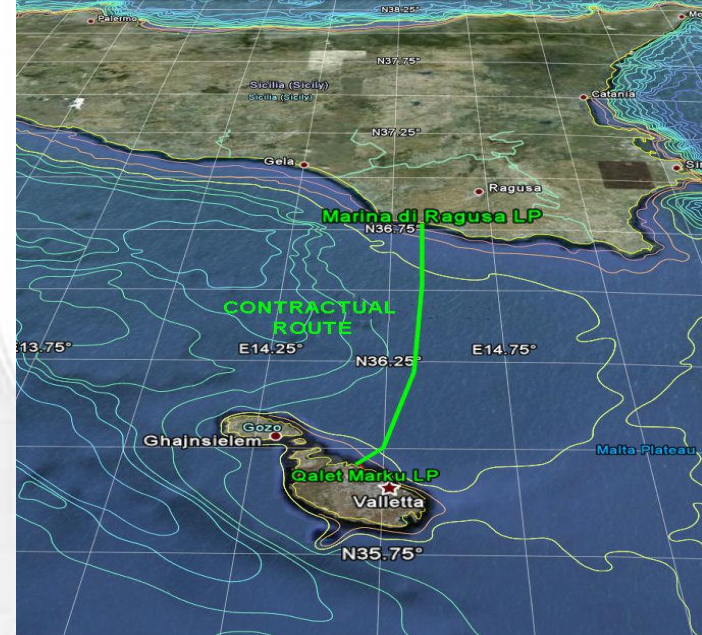 N38.25°
Palermo
Me
N37.75°
Sicilia (Sicily)
Sicilia (Sicily)
Catania
N37.25°
Gela
Sir
Ragusa
Marina di Ragusa LP
N36.75°
CONTRACTUAL
ROUTE
E13.75°
E14.25°
E14.75°
N36.25°
Gozo
Ghajnsielem
Malta Plateau
Qalet Marku LP
Valletta
N35.75°